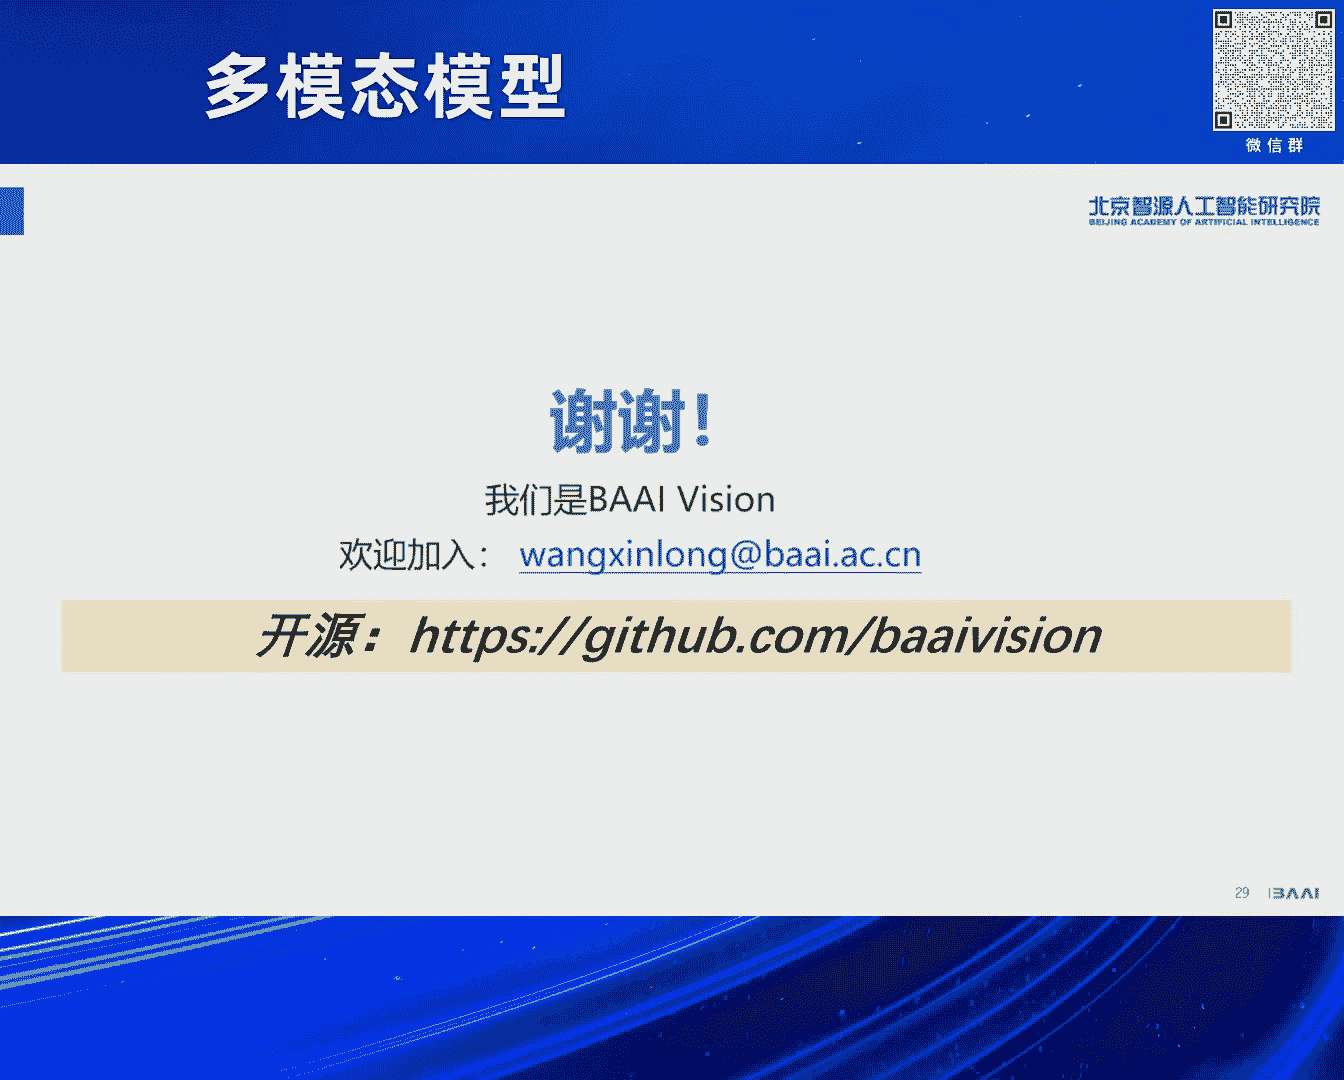 多模态模型
微信群
北京智源人工智能研究院
BEIJING ACADEMY OF ARTIFICIAL INTELLIGENCE
谢谢！
我们是BAAI Vision
欢迎加入： wangxinlong@baai.ac.cn
开源：https://github.com/baaivision
29
BAAI